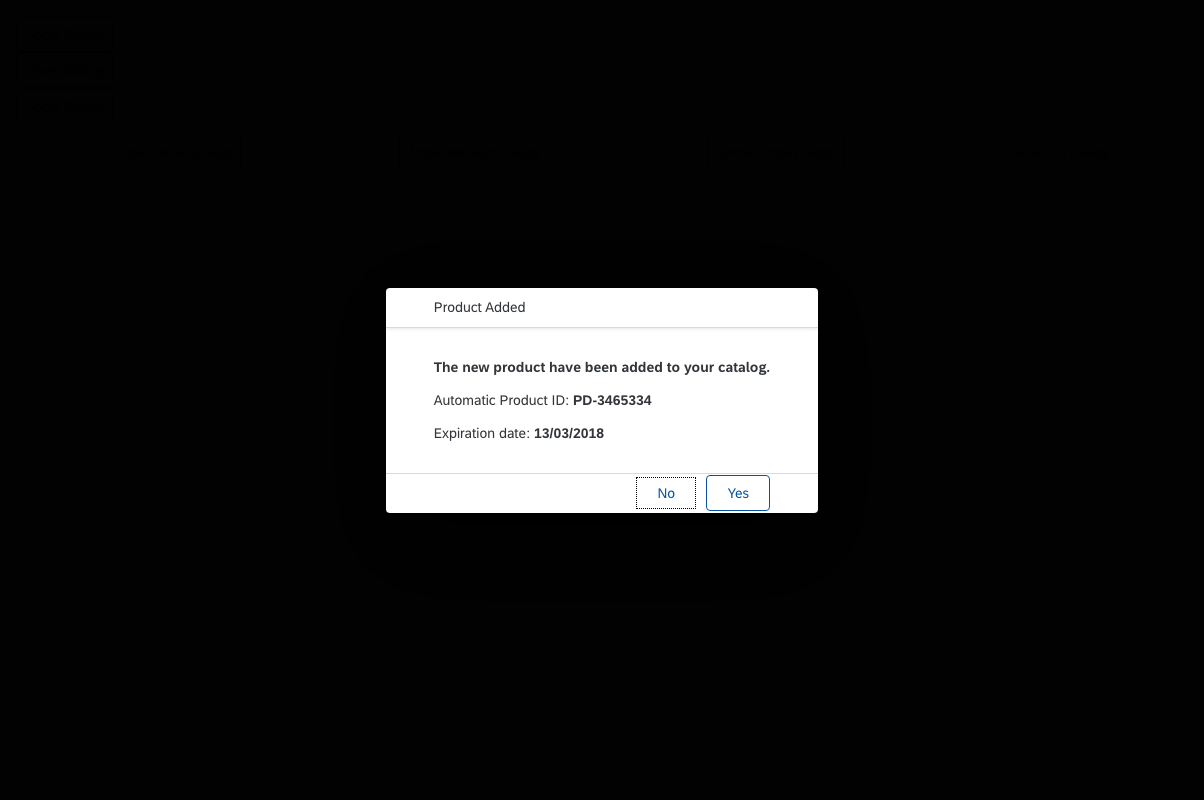 Product Added
The new product have been added to your catalog.
Automatic Product ID: PD-3465334
Expiration date: 13/03/2018
No
Yes